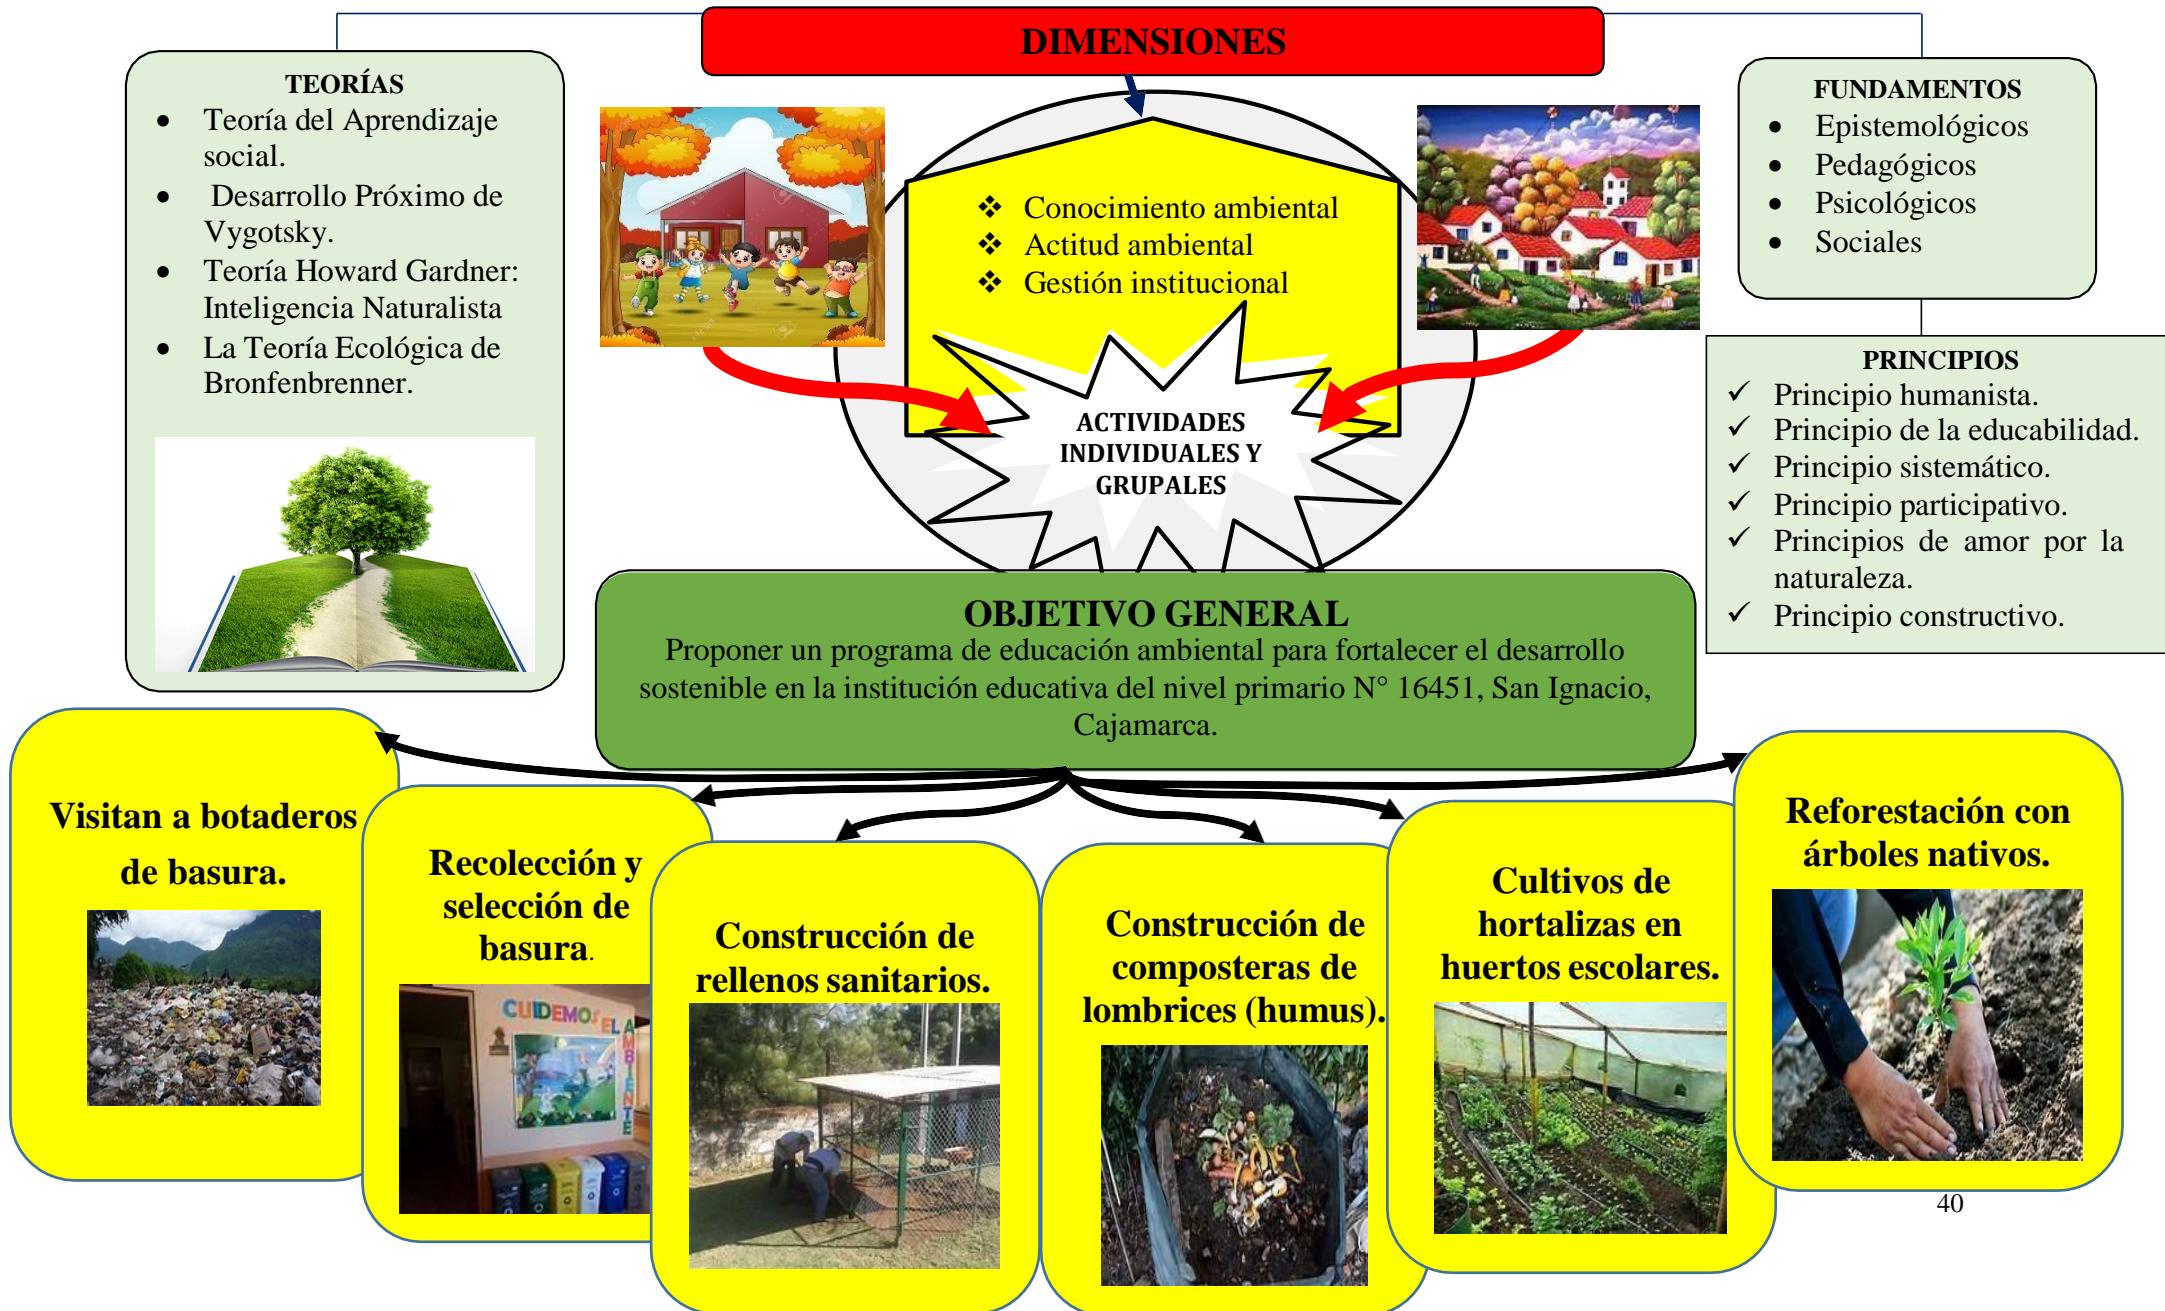 DIMENSIONES
TEORÍAS
• Teoría del Aprendizaje
social.
• Desarrollo Próximo de
Vygotsky.
• Teoría Howard Gardner:
Inteligencia Naturalista
• La Teoría Ecológica de
Bronfenbrenner.
❖ Conocimiento ambiental
❖ Actitud ambiental
❖ Gestión institucional
ACTIVIDADES
INDIVIDUALES Y
GRUPALES
FUNDAMENTOS
• Epistemológicos
• Pedagógicos
• Psicológicos
• Sociales
PRINCIPIOS
✓ Principio humanista.
✓ Principio de la educabilidad.
✓ Principio sistemático.
✓ Principio participativo.
✓ Principios de amor por la
naturaleza.
✓ Principio constructivo.
OBJETIVO GENERAL
Proponer un programa de educación ambiental para fortalecer el desarrollo
sostenible en la institución educativa del nivel primario N° 16451, San Ignacio,
Cajamarca.
Visitan a botaderos
de basura.
Recolección y
selección de
basura.
CUIDEMOS EL
AMBIENTE
Construcción de
rellenos sanitarios.
Construcción de
composteras de
lombrices (humus).
Cultivos de
hortalizas en
huertos escolares.
Reforestación con
árboles nativos.
40